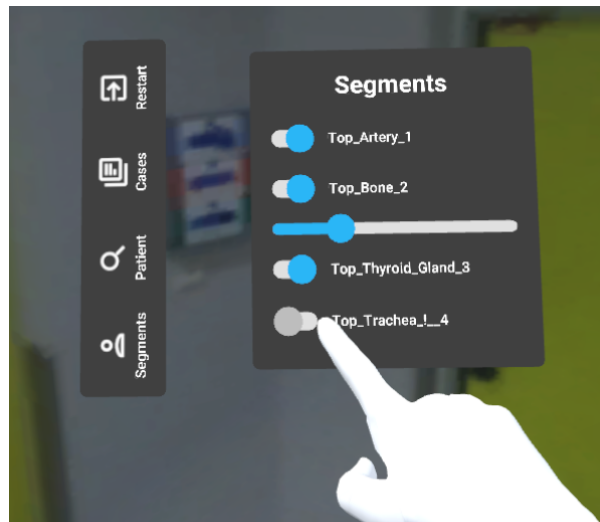 Restart
Cases
Patient
Segments
Segments
Top_Artery_1
Top_Bone_2
Top_Thyroid_Gland_3
Top_Trachea_!__4